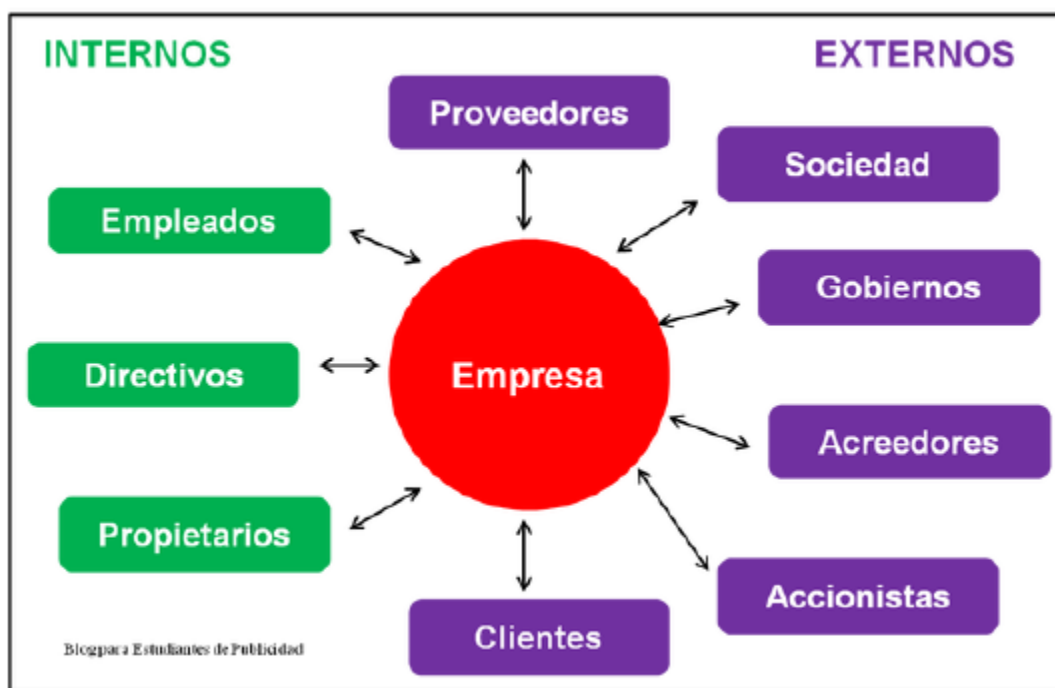 INTERNOS
EXTERNOS
Proveedores
Sociedad
Empleados
Gobiernos
Directivos
Empresa
Acreedores
Propietarios
Accionistas
Clientes
Blogpara Estudiantes de Publicidad